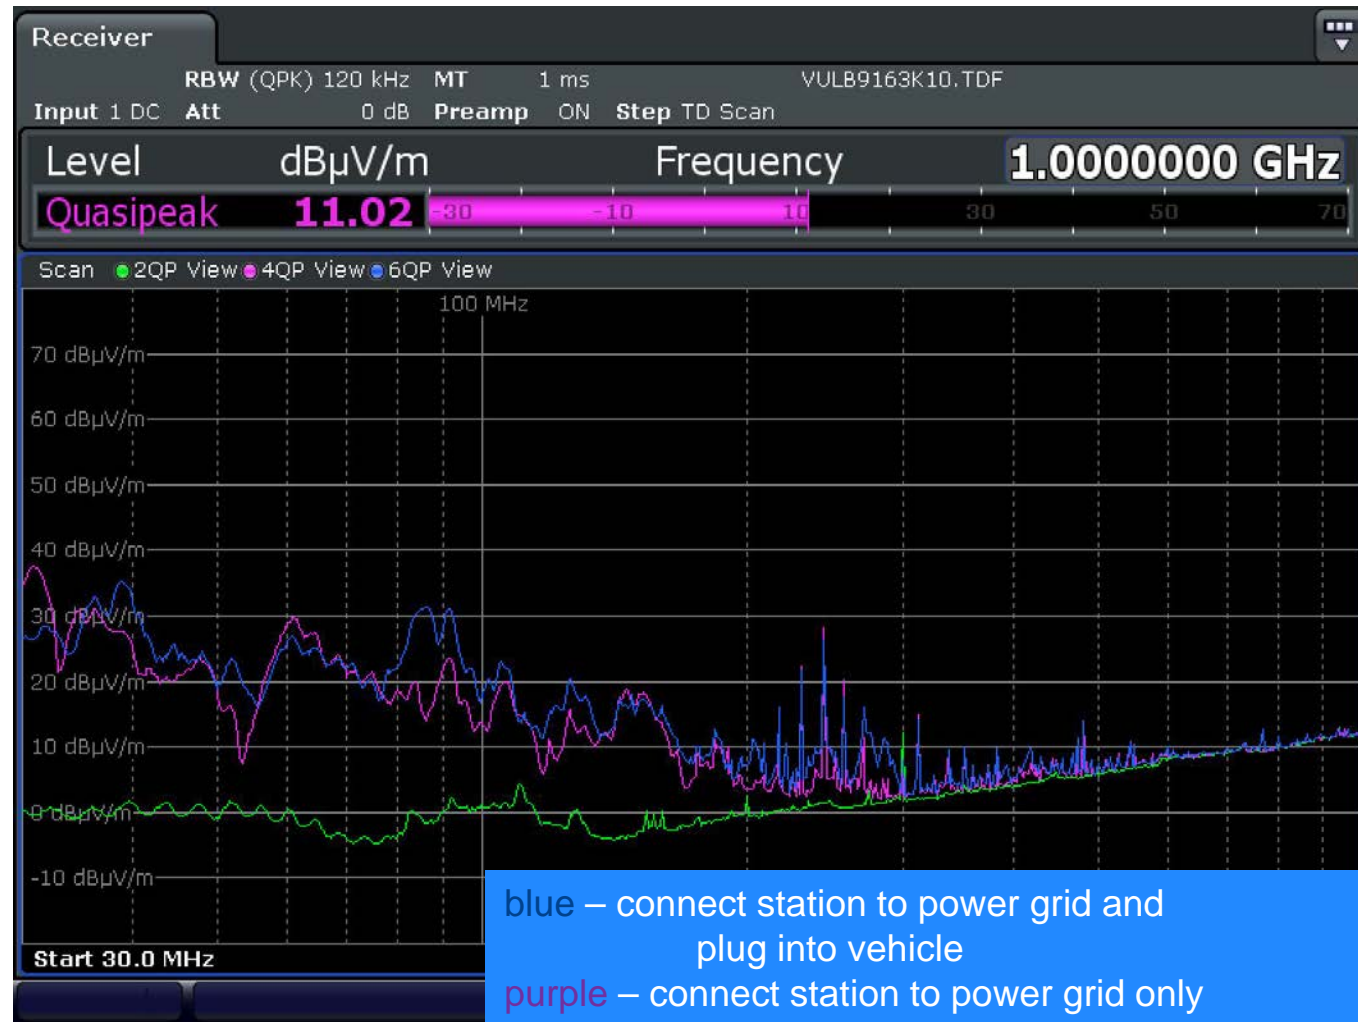 Receiver
RBW (QPK) 120 kHz MT 1 ms VULB9163K10.TDF
Input 1 DC Att 0 dB Preamp ON Step TD Scan
Level dBµV/m Frequency 1.0000000 GHz
Quasipeak 11.02 -30 -10 10 30 50 70
Scan 2QP View 4QP View 6QP View
100 MHz
70 dBµV/m
60 dBµV/m
50 dBµV/m
40 dBµV/m
30 dBµV/m
20 dBµV/m
10 dBµV/m
0 dBµV/m
-10 dBµV/m
blue – connect station to power grid and
plug into vehicle
Start 30.0 MHz
purple – connect station to power grid only